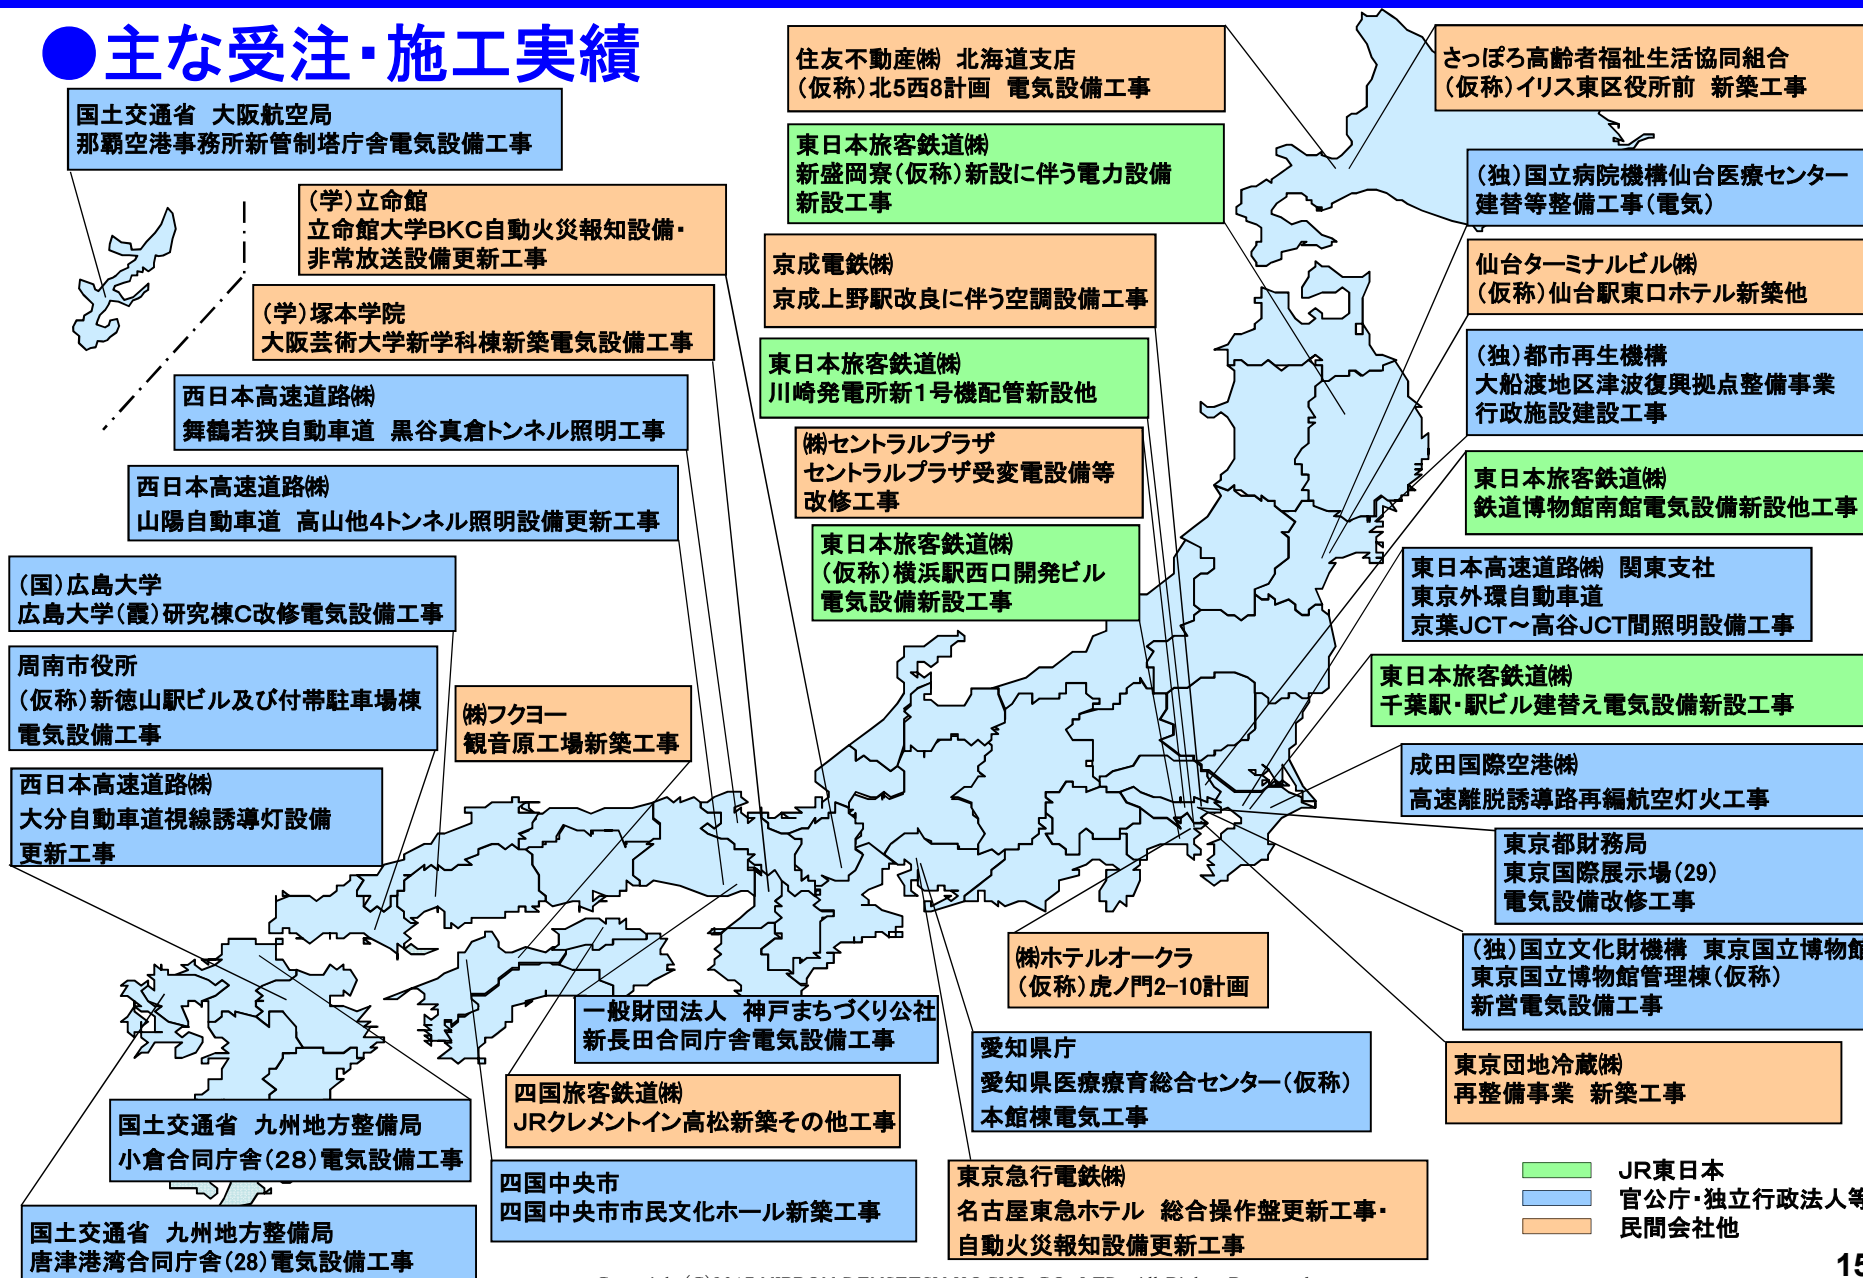 ●主な受注・施工実績
国土交通省　大阪航空局
那覇空港事務所新管制塔庁舎電気設備工事
(学)立命館
立命館大学BKC自動火災報知設備・
非常放送設備更新工事
(学)塚本学院
大阪芸術大学新学科棟新築電気設備工事
西日本高速道路㈱
舞鶴若狭自動車道　黒谷真倉トンネル照明工事
西日本高速道路㈱
山陽自動車道　高山他4トンネル照明設備更新工事
(国)広島大学
広島大学(霞)研究棟C改修電気設備工事
周南市役所
(仮称)新徳山駅ビル及び付帯駐車場棟
電気設備工事
㈱フクヨー
観音原工場新築工事
西日本高速道路㈱
大分自動車道視線誘導灯設備
更新工事
住友不動産㈱　北海道支店
(仮称)北5西8計画　電気設備工事
東日本旅客鉄道㈱
新盛岡寮(仮称)新設に伴う電力設備
新設工事
京成電鉄㈱
京成上野駅改良に伴う空調設備工事
東日本旅客鉄道㈱
川崎発電所新1号機配管新設他
㈱セントラルプラザ
セントラルプラザ受変電設備等
改修工事
東日本旅客鉄道㈱
(仮称)横浜駅西口開発ビル
電気設備新設工事
さっぽろ高齢者福祉生活協同組合
(仮称)イリス東区役所前　新築工事
(独)国立病院機構仙台医療センター
建替等整備工事(電気)
仙台ターミナルビル㈱
(仮称)仙台駅東口ホテル新築他
(独)都市再生機構
大船渡地区津波復興拠点整備事業
行政施設建設工事
東日本旅客鉄道㈱
鉄道博物館南館電気設備新設他工事
東日本高速道路㈱　関東支社
東京外環自動車道
京葉JCT～高谷JCT間照明設備工事
東日本旅客鉄道㈱
千葉駅・駅ビル建替え電気設備新設工事
成田国際空港㈱
高速離脱誘導路再編航空灯火工事
東京都財務局
東京国際展示場(29)
電気設備改修工事
(独)国立文化財機構　東京国立博物館
東京国立博物館管理棟(仮称)
新営電気設備工事
㈱ホテルオークラ
(仮称)虎ノ門2-10計画
東京団地冷蔵㈱
再整備事業　新築工事
一般財団法人　神戸まちづくり公社
新長田合同庁舎電気設備工事
四国旅客鉄道㈱
JRクレメントイン高松新築その他工事
愛知県庁
愛知県医療療育総合センター(仮称)
本館棟電気工事
国土交通省　九州地方整備局
小倉合同庁舎(28)電気設備工事
四国中央市
四国中央市市民文化ホール新築工事
東京急行電鉄㈱
名古屋東急ホテル　総合操作盤更新工事・
自動火災報知設備更新工事
国土交通省　九州地方整備局
唐津港湾合同庁舎(28)電気設備工事
JR東日本
官公庁・独立行政法人等
民間会社他
15